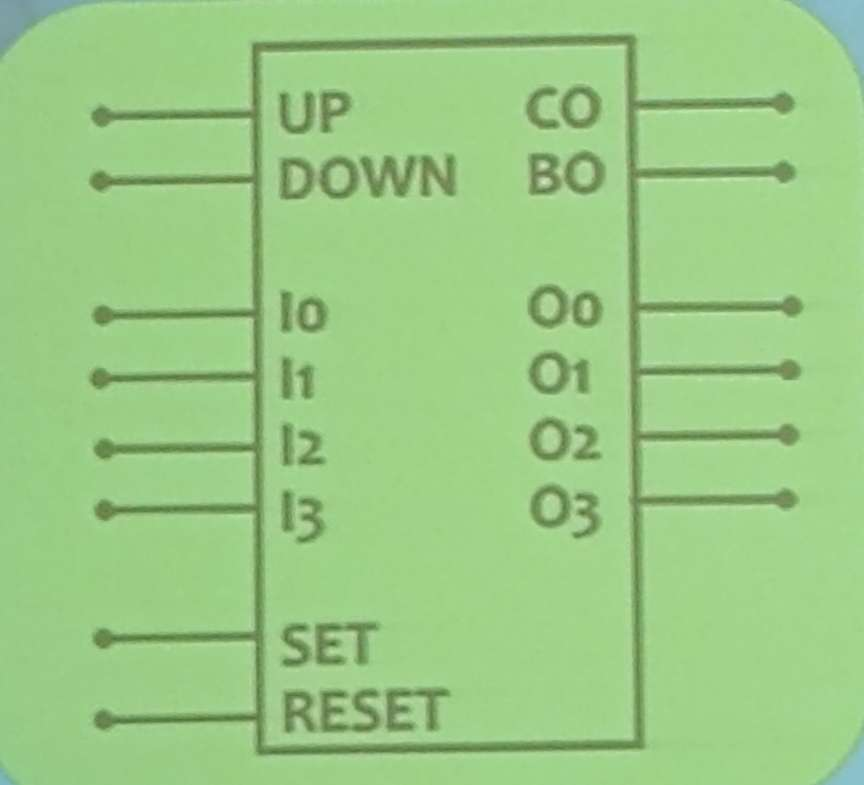 UP CO
DOWN BO
I0 O0
I1 O1
I2 O2
I3 O3
SET
RESET